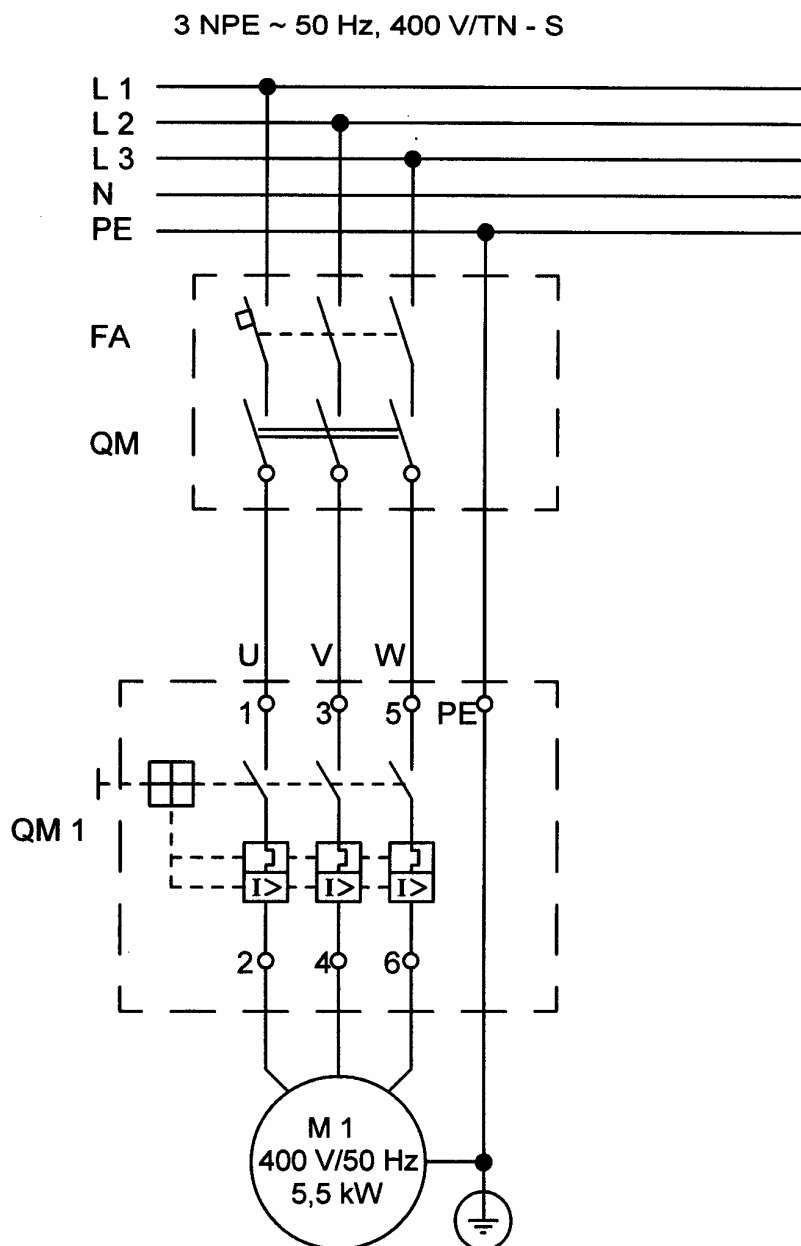 3 NPE ~ 50 Hz, 400 V/TN - S
L 1
L 2
L 3
N
PE
FA
QM
U V W
1 3 5 PE
QM 1
I> I> I>
2 4 6
M 1
400 V/50 Hz
5,5 kW